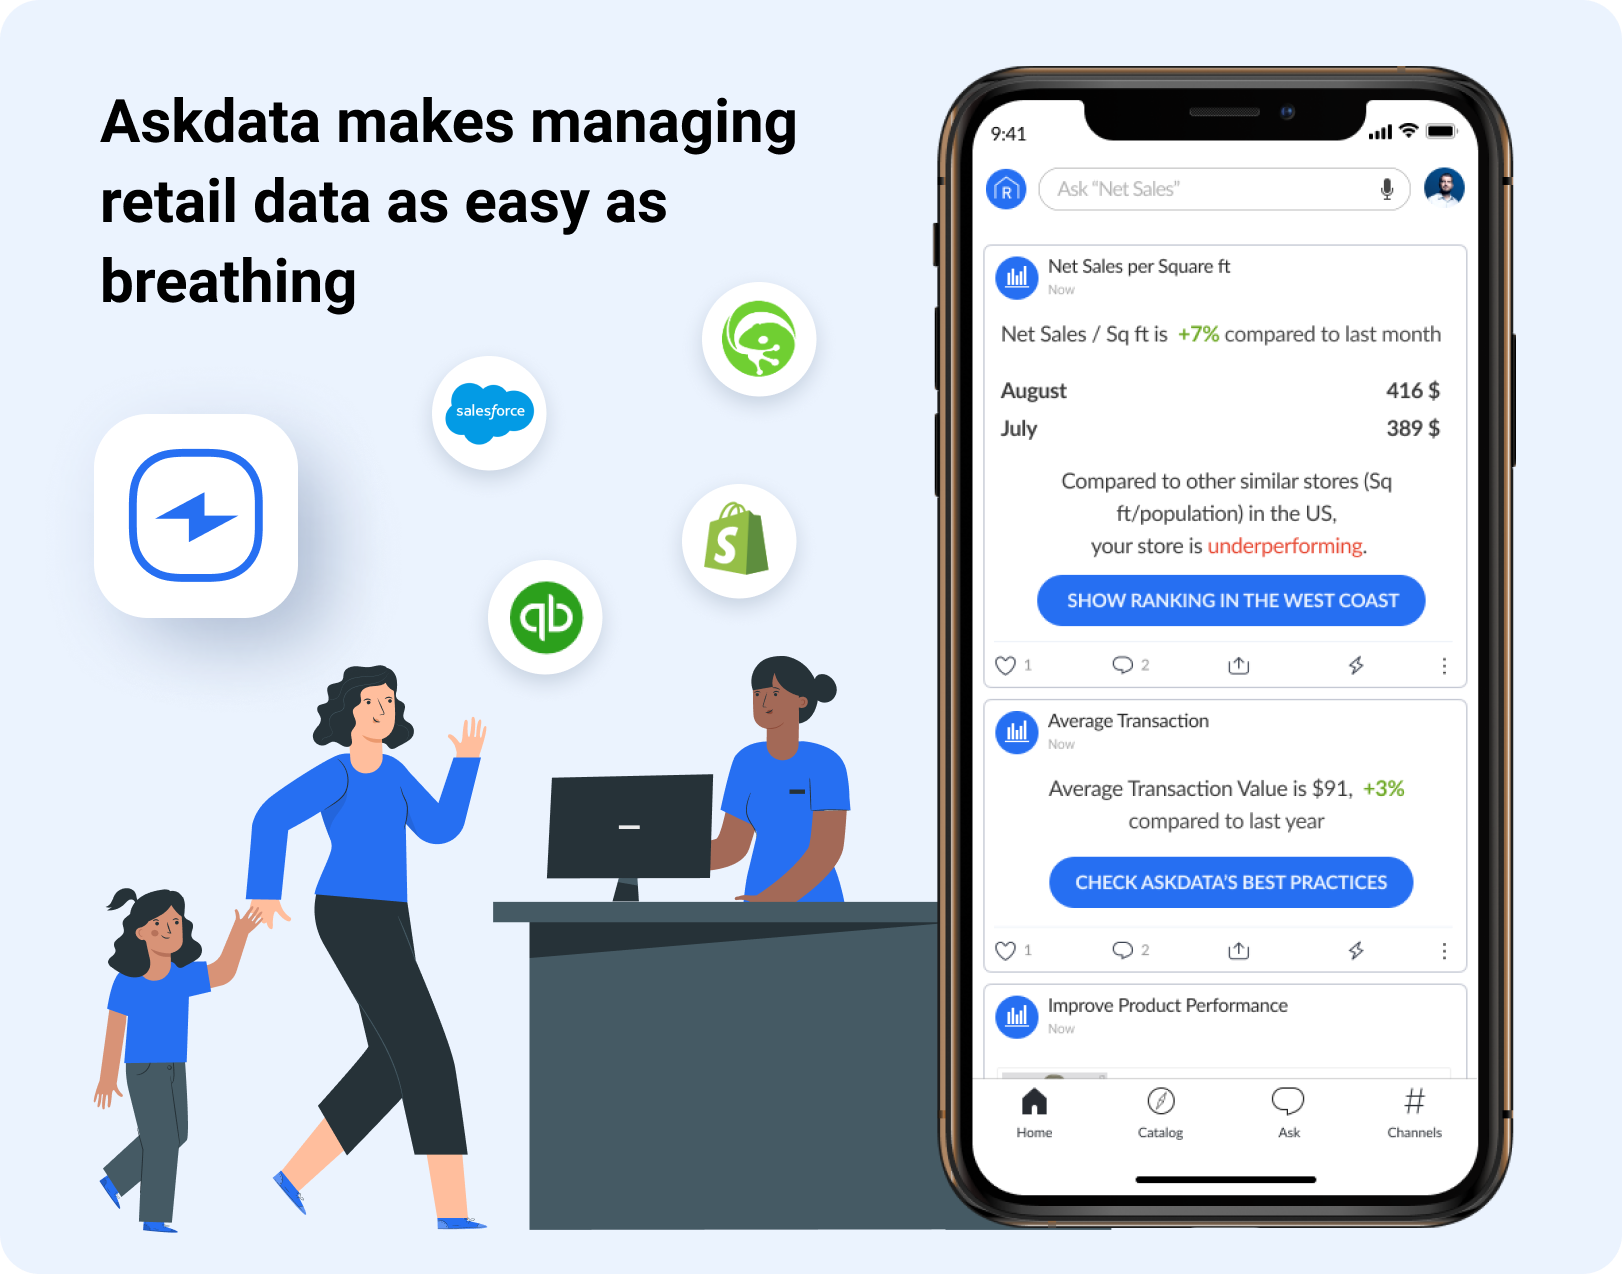 Askdata makes managing
retail data as easy as
breathing
salesforce
S
qb
9:41
R
Ask “Net Sales”
Net Sales per Square ft
Now
Net Sales / Sq ft is +7% compared to last month
August 416 $
July 389 $
Compared to other similar stores (Sq
ft/population) in the US,
your store is underperforming.
SHOW RANKING IN THE WEST COAST
1 2
Average Transaction
Now
Average Transaction Value is $91, +3%
compared to last year
CHECK ASKDATA’S BEST PRACTICES
1 2
Improve Product Performance
Now
Home Catalog Ask Channels